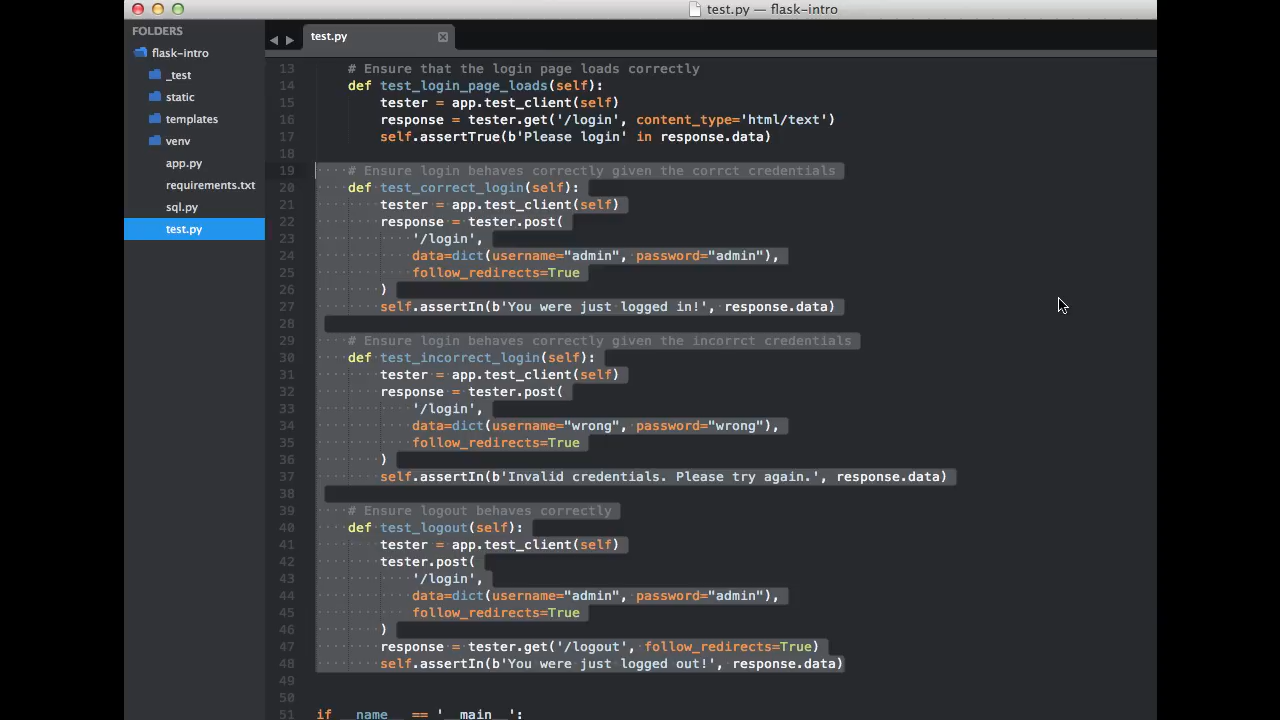 test.py — flask-intro
FOLDERS
flask-intro
_test
static
templates
venv
app.py
requirements.txt
sql.py
test.py
test.py
13 # Ensure that the login page loads correctly
14 def test_login_page_loads(self):
15 tester = app.test_client(self)
16 response = tester.get('/login', content_type='html/text')
17 self.assertTrue(b'Please login' in response.data)
18
19 # Ensure login behaves correctly given the corrct credentials
20 def test_correct_login(self):
21 tester = app.test_client(self)
22 response = tester.post(
23 '/login',
24 data=dict(username="admin", password="admin"),
25 follow_redirects=True
26 )
27 self.assertIn(b'You were just logged in!', response.data)
28
29 # Ensure login behaves correctly given the incorrct credentials
30 def test_incorrect_login(self):
31 tester = app.test_client(self)
32 response = tester.post(
33 '/login',
34 data=dict(username="wrong", password="wrong"),
35 follow_redirects=True
36 )
37 self.assertIn(b'Invalid credentials. Please try again.', response.data)
38
39 # Ensure logout behaves correctly
40 def test_logout(self):
41 tester = app.test_client(self)
42 tester.post(
43 '/login',
44 data=dict(username="admin", password="admin"),
45 follow_redirects=True
46 )
47 response = tester.get('/logout', follow_redirects=True)
48 self.assertIn(b'You were just logged out!', response.data)
49
50
51 if __name__ == '__main__':